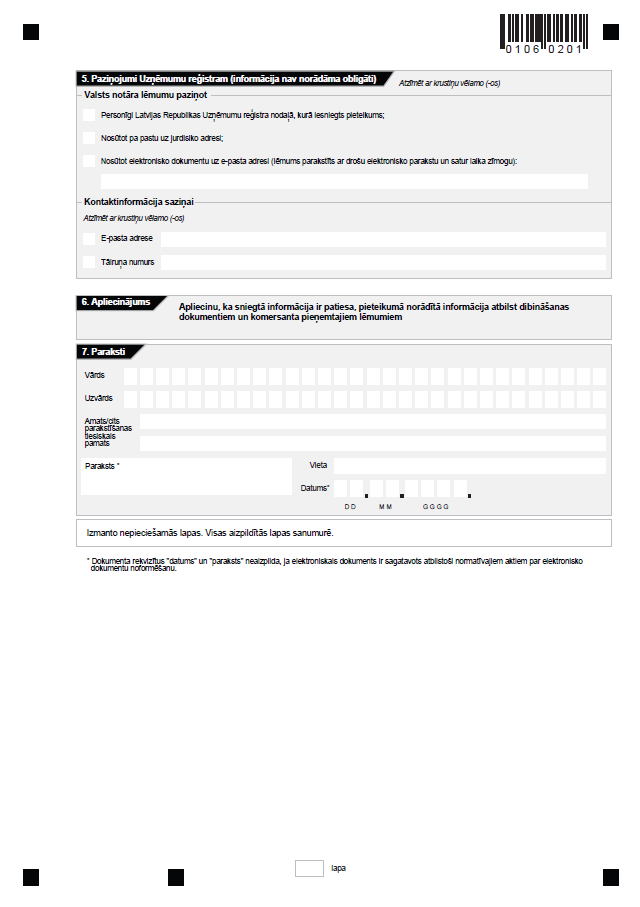 0106 0201
5. Paziņojumi Uzņēmumu reģistram (informācija nav norādāma obligāti)
Atzīmēt ar krustiņu vēlamo (-os)
Valsts notāra lēmumu paziņot
Personīgi Latvijas Republikas Uzņēmumu reģistra nodaļā, kurā iesniegts pieteikums;
Nosūtot pa pastu uz jurdisiko adresi;
Nosūtot elektronisko dokumentu uz e-pasta adresi (lēmums parakstīts ar drošu elektronisko parakstu un satur laika zīmogu):
Kontaktinformācija saziņai
Atzīmēt ar krustiņu vēlamo (-os)
E-pasta adrese
Tālruņa numurs
6. Apliecinājums
Apliecinu, ka sniegtā informācija ir patiesa, pieteikumā norādītā informācija atbilst dibināšanas
dokumentiem un komersanta pieņemtajiem lēmumiem
7. Paraksti
Vārds
Uzvārds
Amats/cits
parakstīšanas
tiesiskais
pamats
Paraksts *
Vieta
Datums*
DD MM GGGG
Izmanto nepieciešamās lapas. Visas aizpildītās lapas sanumurē.
* Dokumenta rekvizītus "datums" un "paraksts" neaizpilda, ja elektroniskais dokuments ir sagatavots atbilstoši normatīvajiem aktiem par elektronisko
dokumentu noformēšanu.
lapa